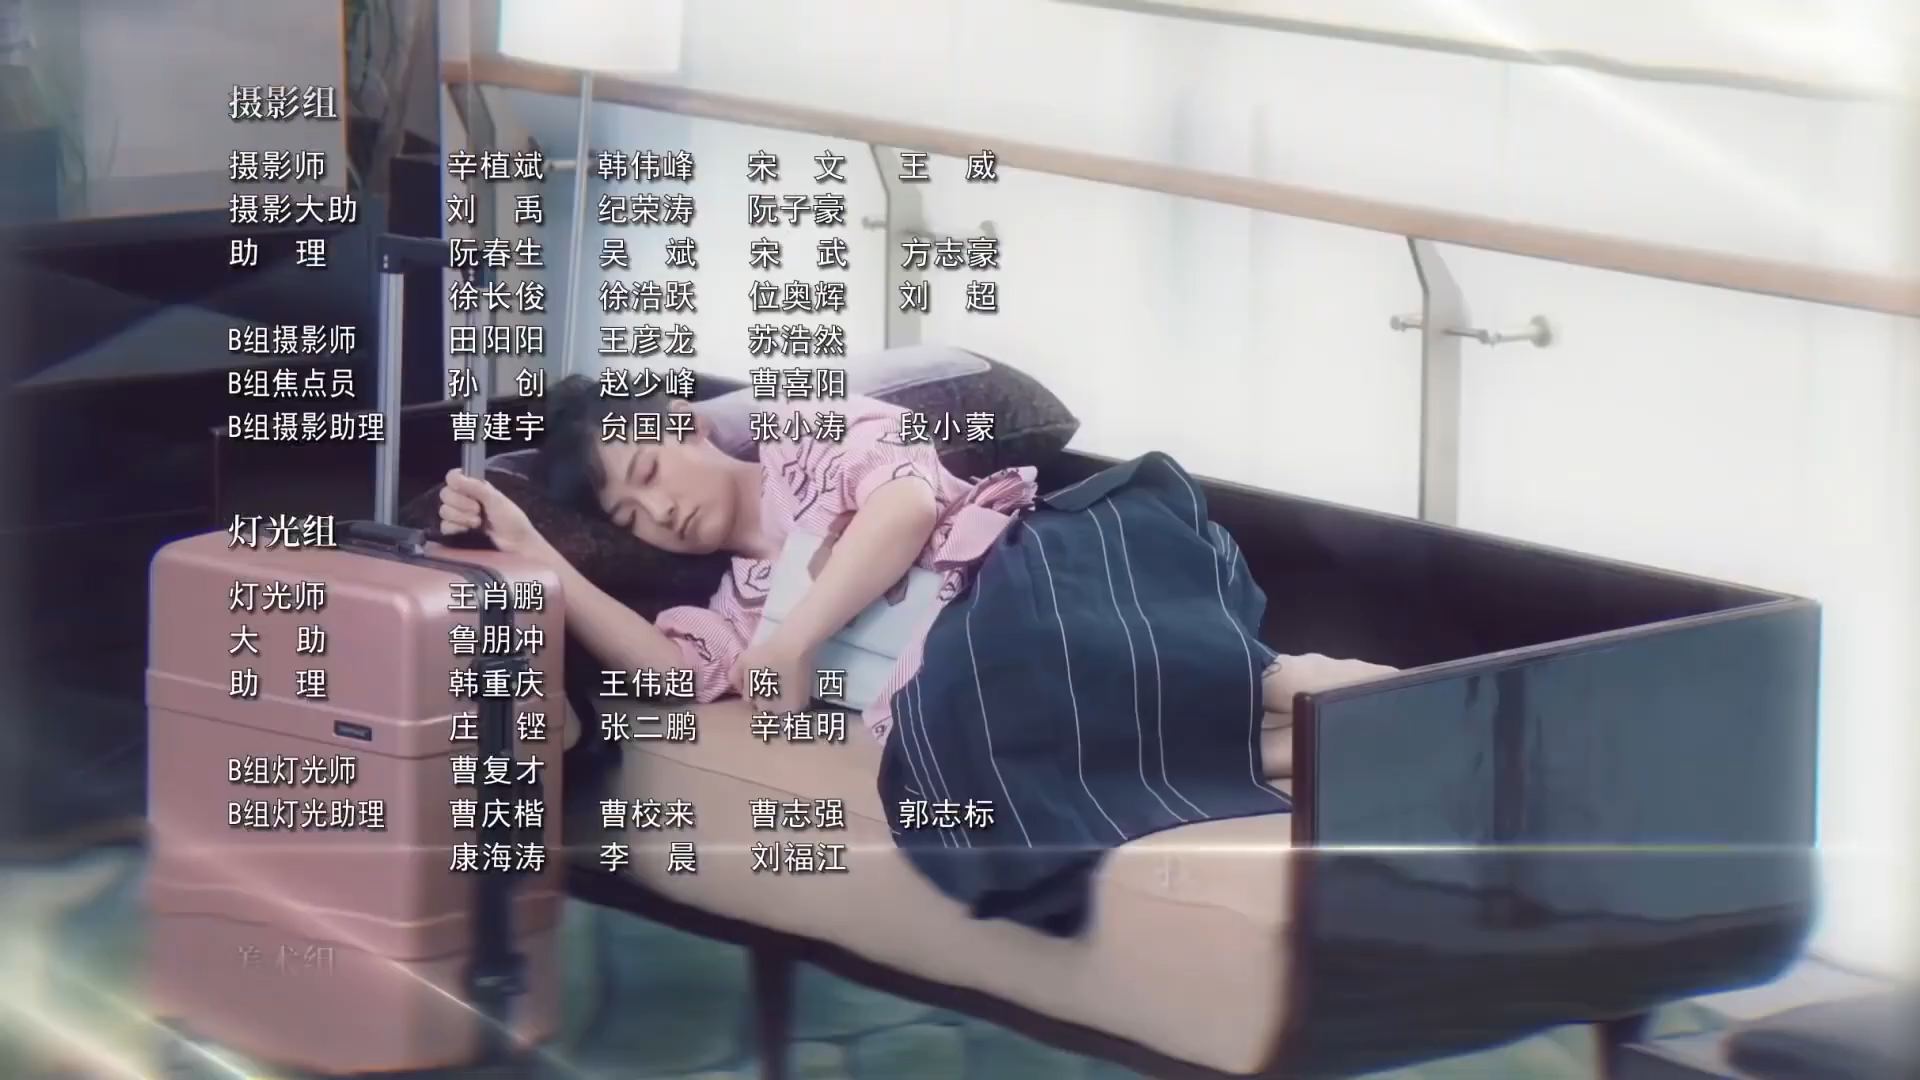 摄影组
摄影师 辛植斌 韩伟峰 宋 文 王 威
摄影大助 刘 禹 纪荣涛 阮子豪
助 理 阮春生 吴 斌 宋 武 方志豪
徐长俊 徐浩跃 位奥辉 刘 超
B组摄影师 田阳阳 王彦龙 苏浩然
B组焦点员 孙 创 赵少峰 曹喜阳
B组摄影助理 曹建宇 贠国平 张小涛 段小蒙
灯光组
灯光师 王肖鹏
大 助 鲁朋冲
助 理 韩重庆 王伟超 陈 西
庄 铿 张二鹏 辛植明
B组灯光师 曹复才
B组灯光助理 曹庆楷 曹校来 曹志强 郭志标
康海涛 李 晨 刘福江
美术组